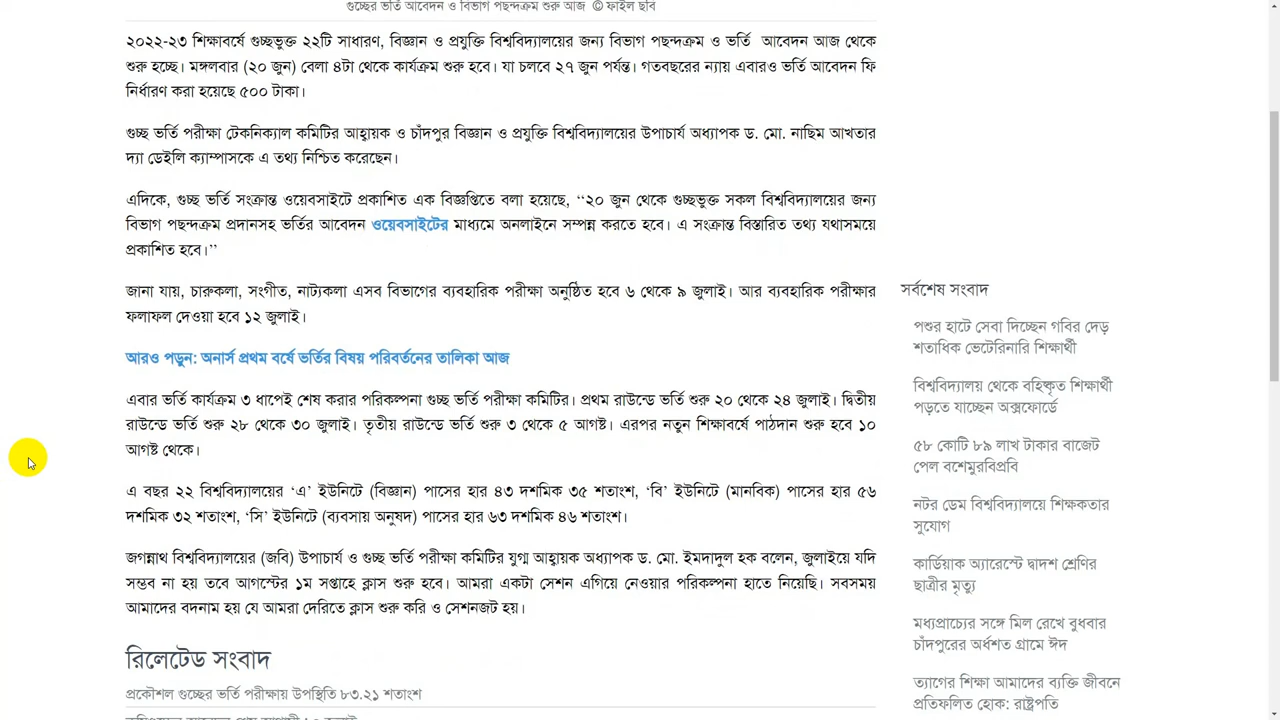 গুচ্ছের ভর্তি আবেদন ও বিভাগ পছন্দক্রম শুরু আজ © ফাইল ছবি
২০২২-২৩ শিক্ষাবর্ষে গুচ্ছভুক্ত ২২টি সাধারণ, বিজ্ঞান ও প্রযুক্তি বিশ্ববিদ্যালয়ের জন্য বিভাগ পছন্দক্রম ও ভর্তি আবেদন আজ থেকে
শুরু হচ্ছে। মঙ্গলবার (২০ জুন) বেলা ৪টা থেকে কার্যক্রম শুরু হবে। যা চলবে ২৭ জুন পর্যন্ত। গতবছরের ন্যায় এবারও ভর্তি আবেদন ফি
নির্ধারণ করা হয়েছে ৫০০ টাকা।
গুচ্ছ ভর্তি পরীক্ষা টেকনিক্যাল কমিটির আহ্বায়ক ও চাঁদপুর বিজ্ঞান ও প্রযুক্তি বিশ্ববিদ্যালয়ের উপাচার্য অধ্যাপক ড. মো. নাছিম আখতার
দ্যা ডেইলি ক্যাম্পাসকে এ তথ্য নিশ্চিত করেছেন।
এদিকে, গুচ্ছ ভর্তি সংক্রান্ত ওয়েবসাইটে প্রকাশিত এক বিজ্ঞপ্তিতে বলা হয়েছে, ‘‘২০ জুন থেকে গুচ্ছভুক্ত সকল বিশ্ববিদ্যালয়ের জন্য
বিভাগ পছন্দক্রম প্রদানসহ ভর্তির আবেদন ওয়েবসাইটের মাধ্যমে অনলাইনে সম্পন্ন করতে হবে। এ সংক্রান্ত বিস্তারিত তথ্য যথাসময়ে
প্রকাশিত হবে।’’
জানা যায়, চারুকলা, সংগীত, নাট্যকলা এসব বিভাগের ব্যবহারিক পরীক্ষা অনুষ্ঠিত হবে ৬ থেকে ৯ জুলাই। আর ব্যবহারিক পরীক্ষার
ফলাফল দেওয়া হবে ১২ জুলাই।
আরও পড়ুন: অনার্স প্রথম বর্ষে ভর্তির বিষয় পরিবর্তনের তালিকা আজ
এবার ভর্তি কার্যক্রম ৩ ধাপেই শেষ করার পরিকল্পনা গুচ্ছ ভর্তি পরীক্ষা কমিটির। প্রথম রাউন্ডে ভর্তি শুরু ২০ থেকে ২৪ জুলাই। দ্বিতীয়
রাউন্ডে ভর্তি শুরু ২৮ থেকে ৩০ জুলাই। তৃতীয় রাউন্ডে ভর্তি শুরু ৩ থেকে ৫ আগষ্ট। এরপর নতুন শিক্ষাবর্ষে পাঠদান শুরু হবে ১০
আগষ্ট থেকে।
এ বছর ২২ বিশ্ববিদ্যালয়ের ‘এ’ ইউনিটে (বিজ্ঞান) পাসের হার ৪৩ দশমিক ৩৫ শতাংশ, ‘বি’ ইউনিটে (মানবিক) পাসের হার ৫৬
দশমিক ৩২ শতাংশ, ‘সি’ ইউনিটে (ব্যবসায় অনুষদ) পাসের হার ৬৩ দশমিক ৪৬ শতাংশ।
জগন্নাথ বিশ্ববিদ্যালয়ের (জবি) উপাচার্য ও গুচ্ছ ভর্তি পরীক্ষা কমিটির যুগ্ম আহ্বায়ক অধ্যাপক ড. মো. ইমদাদুল হক বলেন, জুলাইয়ে যদি
সম্ভব না হয় তবে আগস্টের ১ম সপ্তাহে ক্লাস শুরু হবে। আমরা একটা সেশন এগিয়ে নেওয়ার পরিকল্পনা হাতে নিয়েছি। সবসময়
আমাদের বদনাম হয় যে আমরা দেরিতে ক্লাস শুরু করি ও সেশনজট হয়।
রিলেটেড সংবাদ
প্রকৌশল গুচ্ছের ভর্তি পরীক্ষায় উপস্থিতি ৮৩.২১ শতাংশ
সর্বশেষ সংবাদ
পশুর হাটে সেবা দিচ্ছেন গবির দেড়
শতাধিক ভেটেরিনারি শিক্ষার্থী
বিশ্ববিদ্যালয় থেকে বহিষ্কৃত শিক্ষার্থী
পড়তে যাচ্ছেন অক্সফোর্ডে
৫৮ কোটি ৮৯ লাখ টাকার বাজেট
পেল বশেমুরবিপ্রবি
নটর ডেম বিশ্ববিদ্যালয়ে শিক্ষকতার
সুযোগ
কার্ডিয়াক অ্যারেস্টে দ্বাদশ শ্রেণির
ছাত্রীর মৃত্যু
মধ্যপ্রাচ্যের সঙ্গে মিল রেখে বুধবার
চাঁদপুরের অর্ধশত গ্রামে ঈদ
ত্যাগের শিক্ষা আমাদের ব্যক্তি জীবনে
প্রতিফলিত হোক: রাষ্ট্রপতি